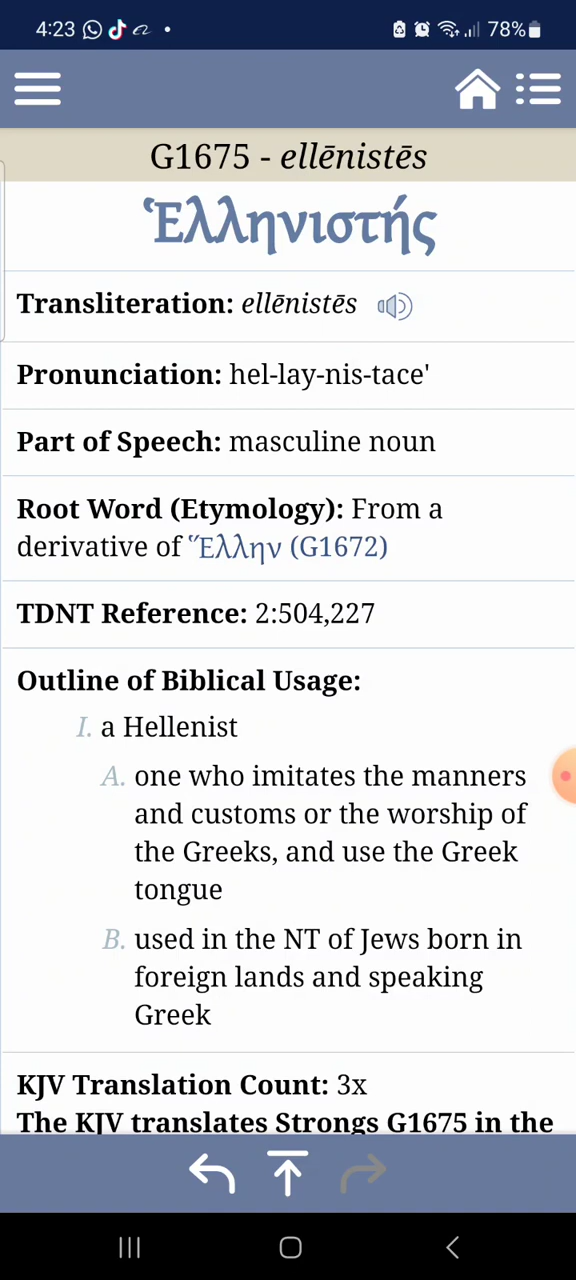 4:23
78%
G1675 - ellēnistēs
Ἑλληνιστής
Transliteration: ellēnistēs
Pronunciation: hel-lay-nis-tace'
Part of Speech: masculine noun
Root Word (Etymology): From a
derivative of Ἕλλην (G1672)
TDNT Reference: 2:504,227
Outline of Biblical Usage:
I. a Hellenist
A. one who imitates the manners
and customs or the worship of
the Greeks, and use the Greek
tongue
B. used in the NT of Jews born in
foreign lands and speaking
Greek
KJV Translation Count: 3x
The KJV translates Strongs G1675 in the